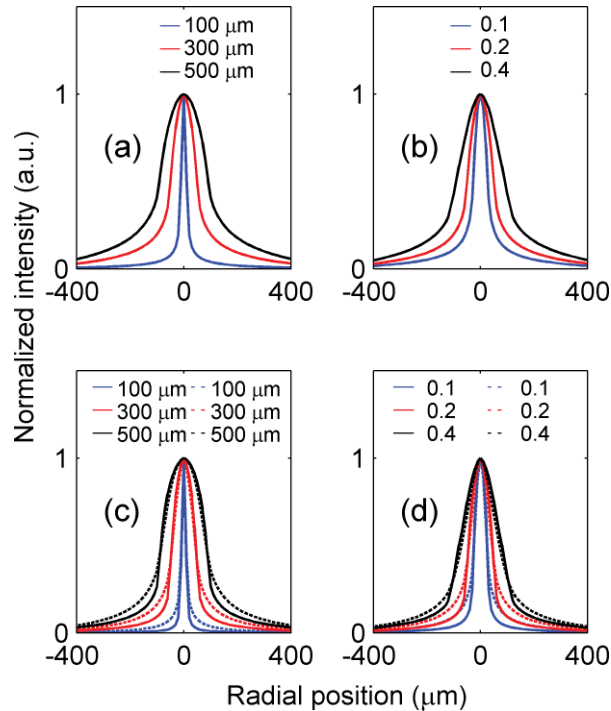 100 μm
300 μm
500 μm
(a)
1
0
-400 0 400
0.1
0.2
0.4
(b)
1
0
-400 0 400
Normalized intensity (a.u.)
100 μm 100 μm
300 μm 300 μm
500 μm 500 μm
(c)
1
0
-400 0 400
0.1 0.1
0.2 0.2
0.4 0.4
(d)
1
0
-400 0 400
Radial position (μm)